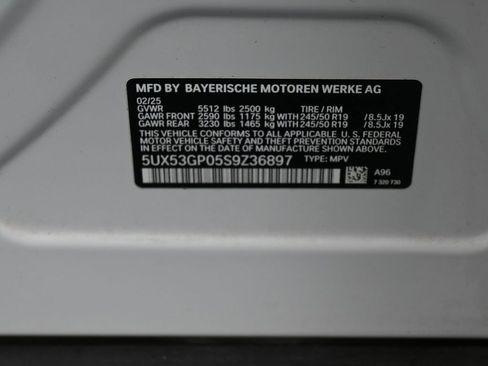 MFD BY BAYERISCHE MOTOREN WERKE AG
02/25
GVWR 5512 lbs 2500 kg TIRE / RIM
GAWR FRONT 2590 lbs 1175 kg WITH 245/50 R19 / 8.5J x 19
GAWR REAR 3230 lbs 1465 kg WITH 245/50 R19 / 8.5J x 19
THIS VEHICLE CONFORMS TO ALL APPLICABLE U.S. FEDERAL
MOTOR VEHICLE SAFETY AND THEFT PREVENTION STANDARDS
IN EFFECT ON THE DATE OF MANUFACTURE SHOWN ABOVE.
5UX53GP05S9Z36897 TYPE: MPV
A96
7 320 730